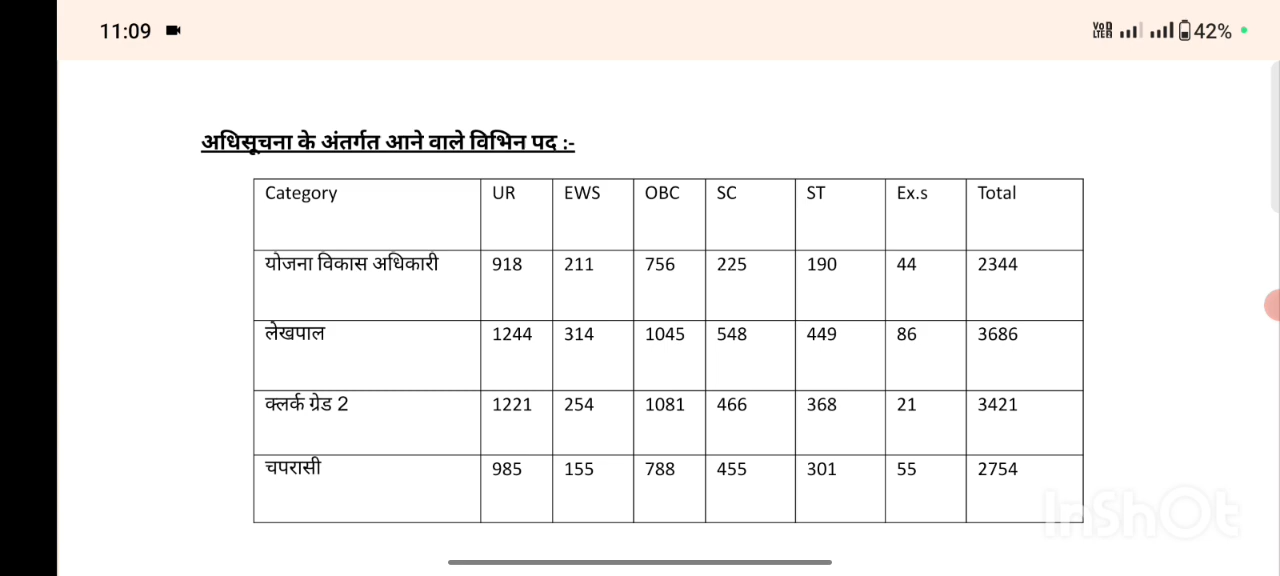 11:09
VoD LTER 42%
अधिसूचना के अंतर्गत आने वाले विभिन पद :-
Category UR EWS OBC SC ST Ex.s Total
योजना विकास अधिकारी 918 211 756 225 190 44 2344
लेखपाल 1244 314 1045 548 449 86 3686
क्लर्क ग्रेड 2 1221 254 1081 466 368 21 3421
चपरासी 985 155 788 455 301 55 2754
InShOt